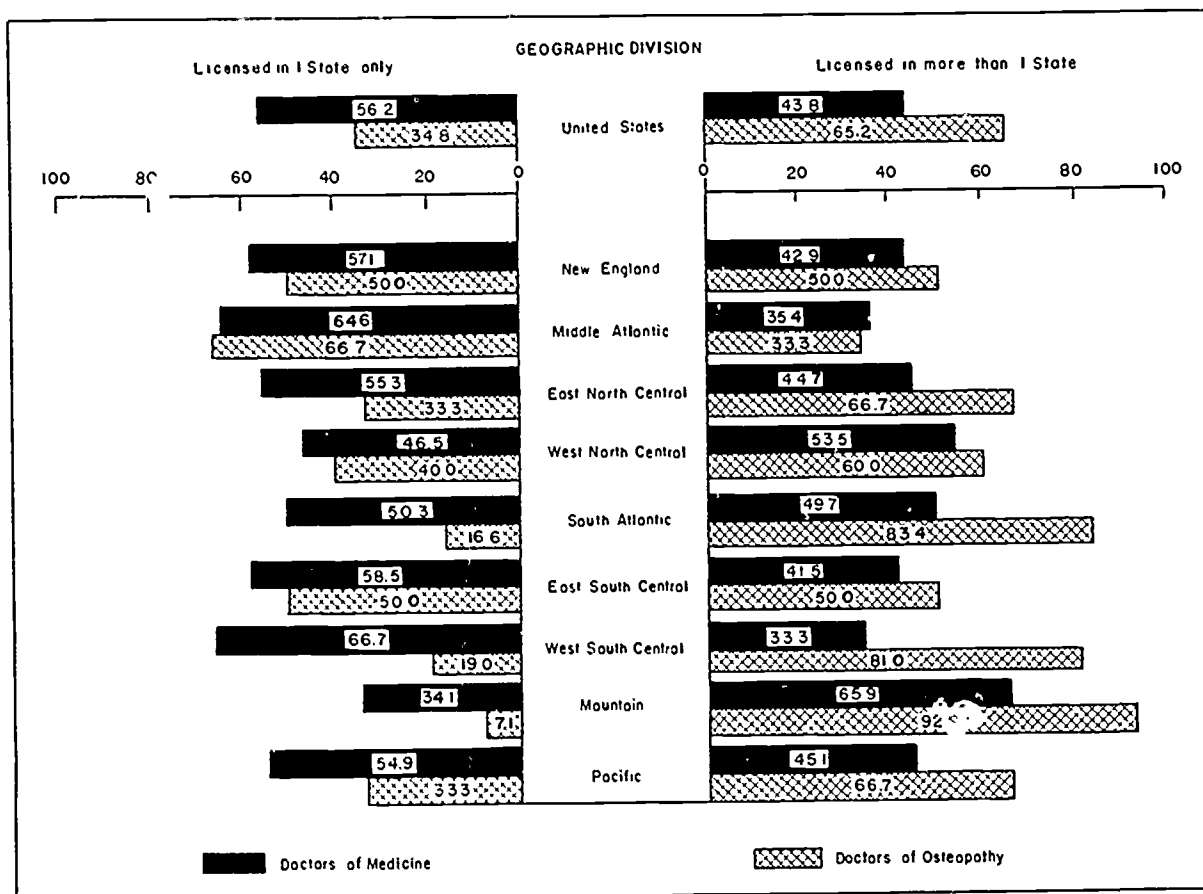 GEOGRAPHIC DIVISION
Licensed in 1 State only
Licensed in more than 1 State
56.2 United States 43.8
34.8 65.2
100 80 60 40 20 0 0 20 40 60 80 100
57.1 New England 42.9
50.0 50.0
64.6 Middle Atlantic 35.4
66.7 33.3
55.3 East North Central 44.7
33.3 66.7
46.5 West North Central 53.5
40.0 60.0
50.3 South Atlantic 49.7
16.6 83.4
58.5 East South Central 41.5
50.0 50.0
66.7 West South Central 33.3
19.0 81.0
34.1 Mountain 65.9
7.1
54.9 Pacific 45.1
33.3 66.7
Doctors of Medicine
Doctors of Osteopathy